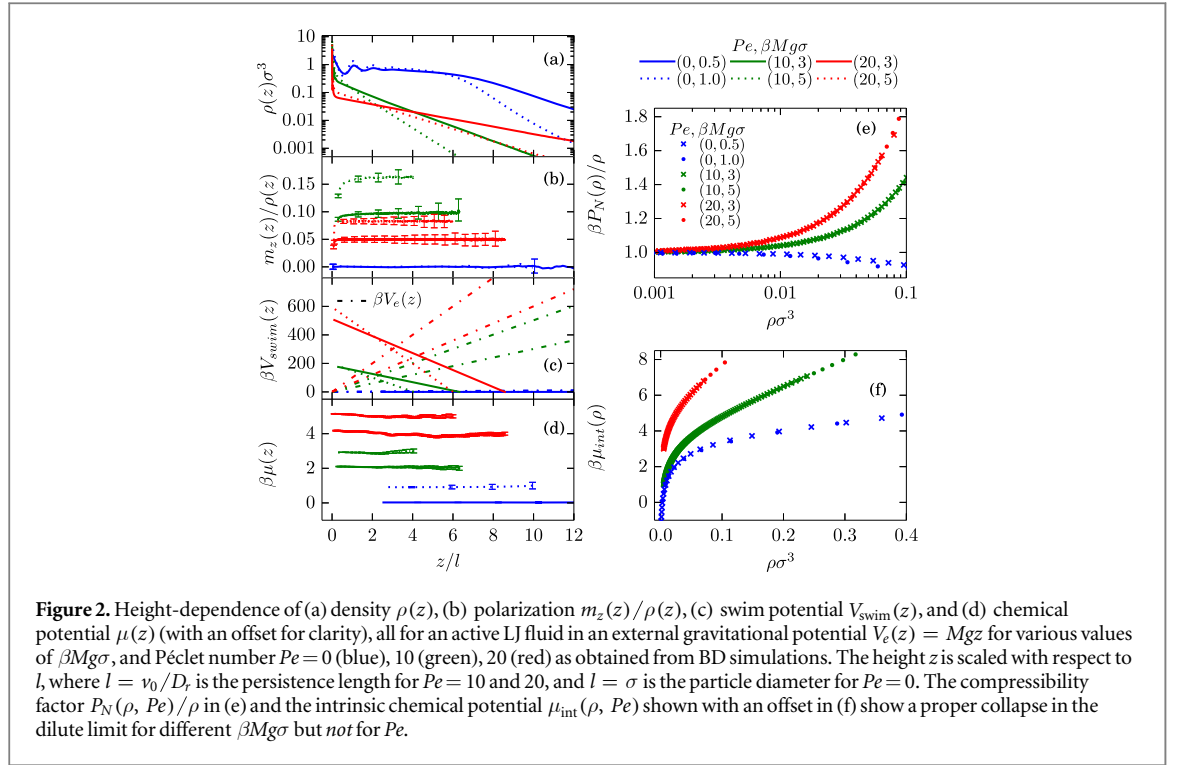 10
1
0.1
0.01
0.001
ρ(z)σ³
(a)
0.15
0.10
0.05
0.00
m_z(z)/ρ(z)
(b)
600
400
200
0
βV_swim(z)
βV_e(z)
(c)
4
2
0
βμ(z)
(d)
0 2 4 6 8 10 12
z/l
Pe, βMgσ
(0, 0.5) (10, 3) (20, 3)
(0, 1.0) (10, 5) (20, 5)
1.8
1.6
1.4
1.2
1.0
βP_N(ρ)/ρ
(e)
Pe, βMgσ
(0, 0.5)
(0, 1.0)
(10, 3)
(10, 5)
(20, 3)
(20, 5)
0.001 0.01 0.1
ρσ³
8
6
4
2
0
βμ_int(ρ)
(f)
0.0 0.1 0.2 0.3 0.4
ρσ³
Figure 2. Height-dependence of (a) density ρ(z), (b) polarization m_z(z)/ρ(z), (c) swim potential V_swim(z), and (d) chemical
potential μ(z) (with an offset for clarity), all for an active LJ fluid in an external gravitational potential V_e(z) = Mgz for various values
of βMgσ, and Péclet number Pe = 0 (blue), 10 (green), 20 (red) as obtained from BD simulations. The height z is scaled with respect to
l, where l = ν₀/D_r is the persistence length for Pe = 10 and 20, and l = σ is the particle diameter for Pe = 0. The compressibility
factor P_N(ρ, Pe)/ρ in (e) and the intrinsic chemical potential μ_int(ρ, Pe) shown with an offset in (f) show a proper collapse in the
dilute limit for different βMgσ but not for Pe.